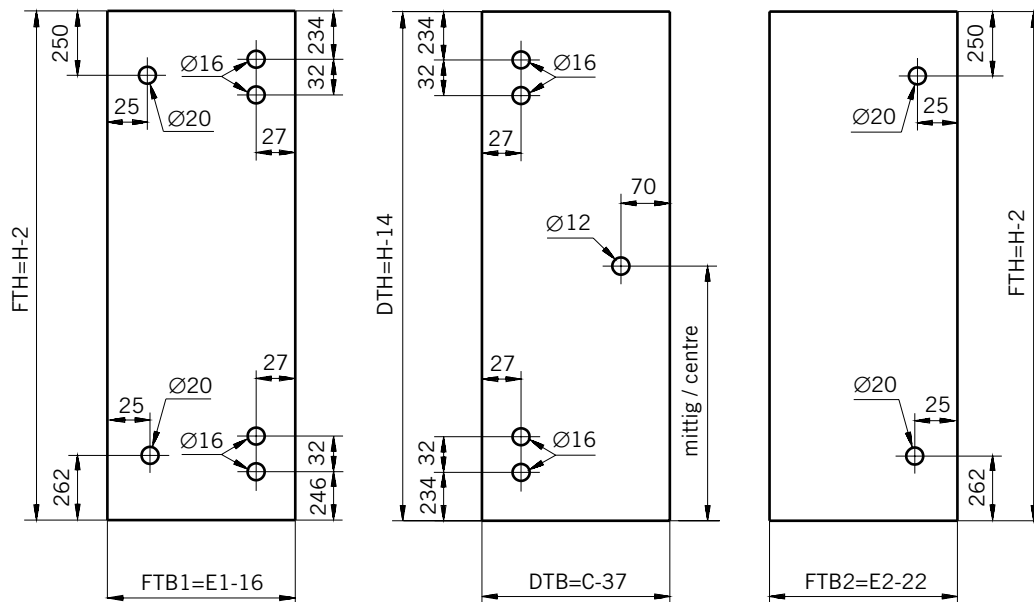 250
25
Ø20
Ø16
234
32
27
FTH=H-2
27
25
Ø20
Ø16
32
262
246
FTB1=E1-16
234
32
Ø16
27
70
Ø12
DTH=H-14
27
mittig / centre
32
Ø16
234
DTB=C-37
250
25
Ø20
FTH=H-2
Ø20
25
262
FTB2=E2-22